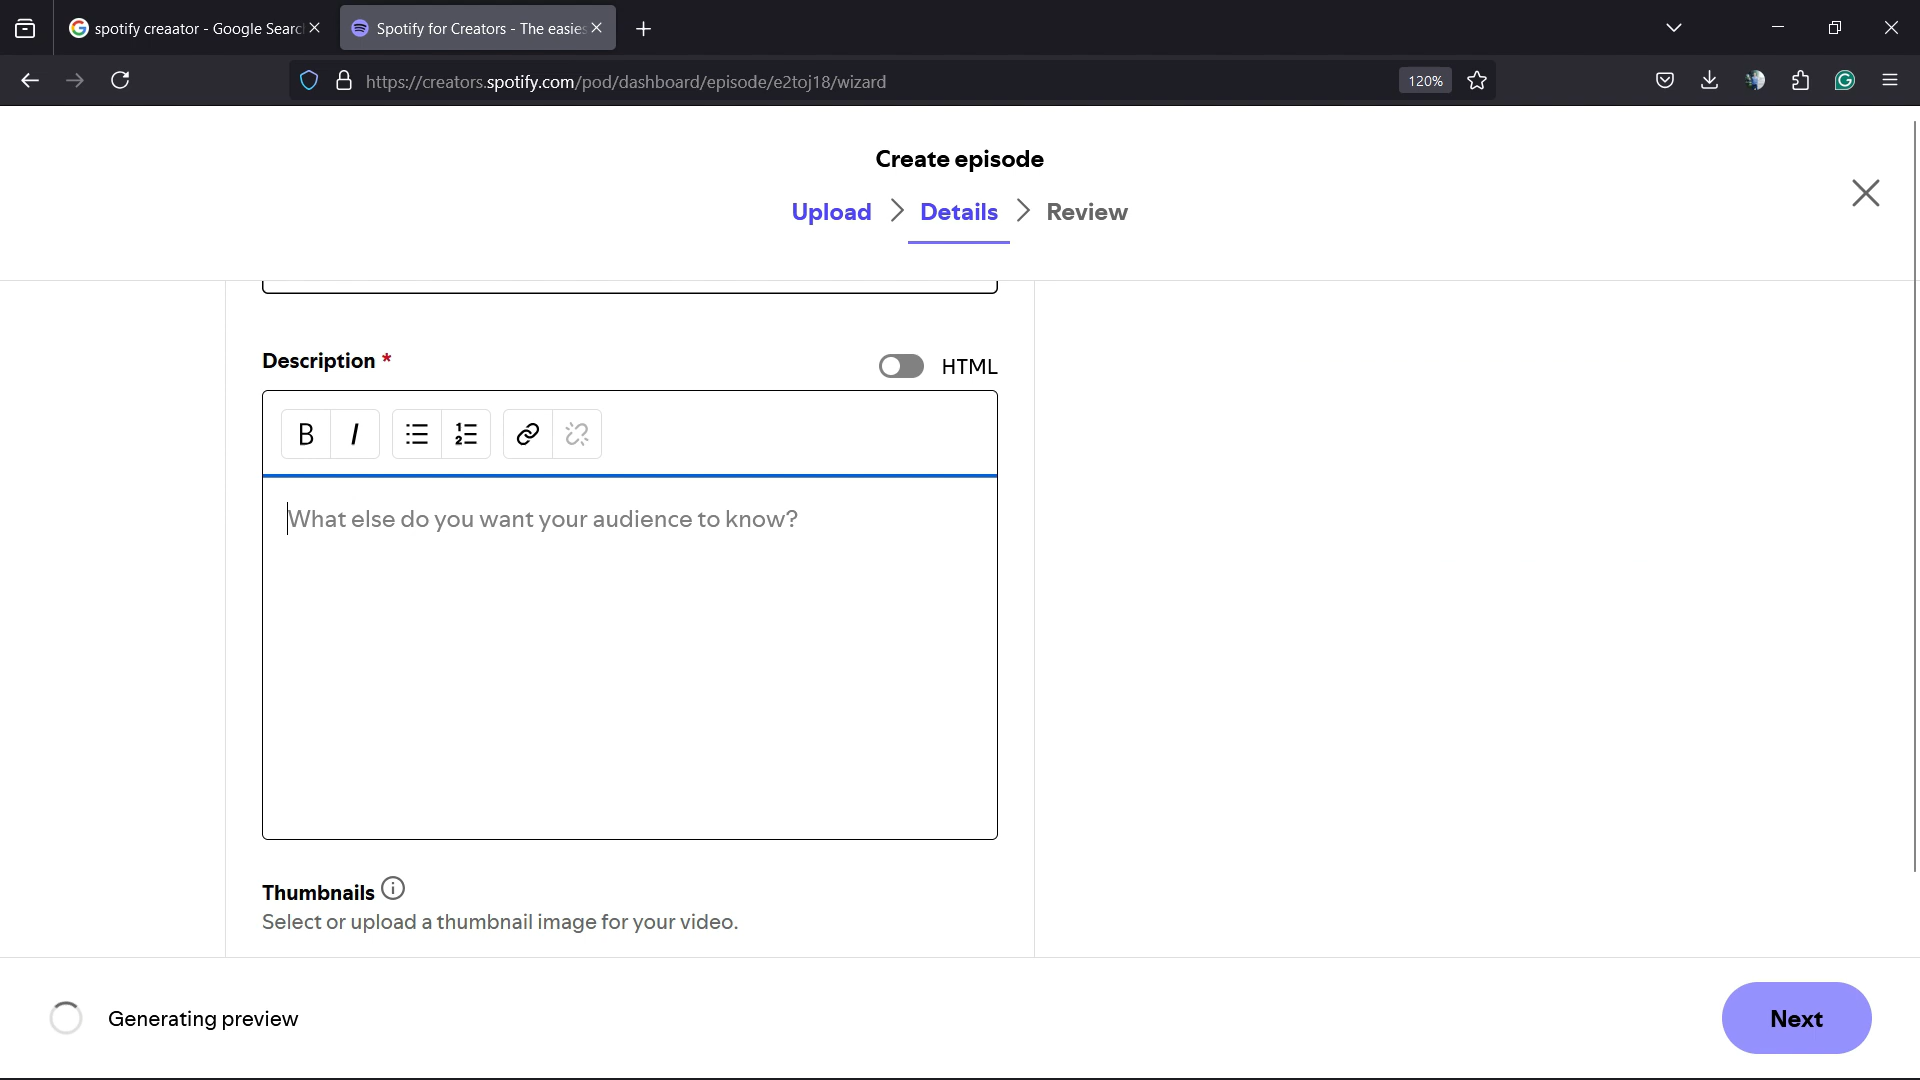 spotify creaator - Google Searc
Spotify for Creators - The easies
https://creators.spotify.com/pod/dashboard/episode/e2toj18/wizard
120%
Create episode
Upload
Details
Review
Description *
HTML
B
I
What else do you want your audience to know?
Thumbnails
Select or upload a thumbnail image for your video.
Generating preview
Next